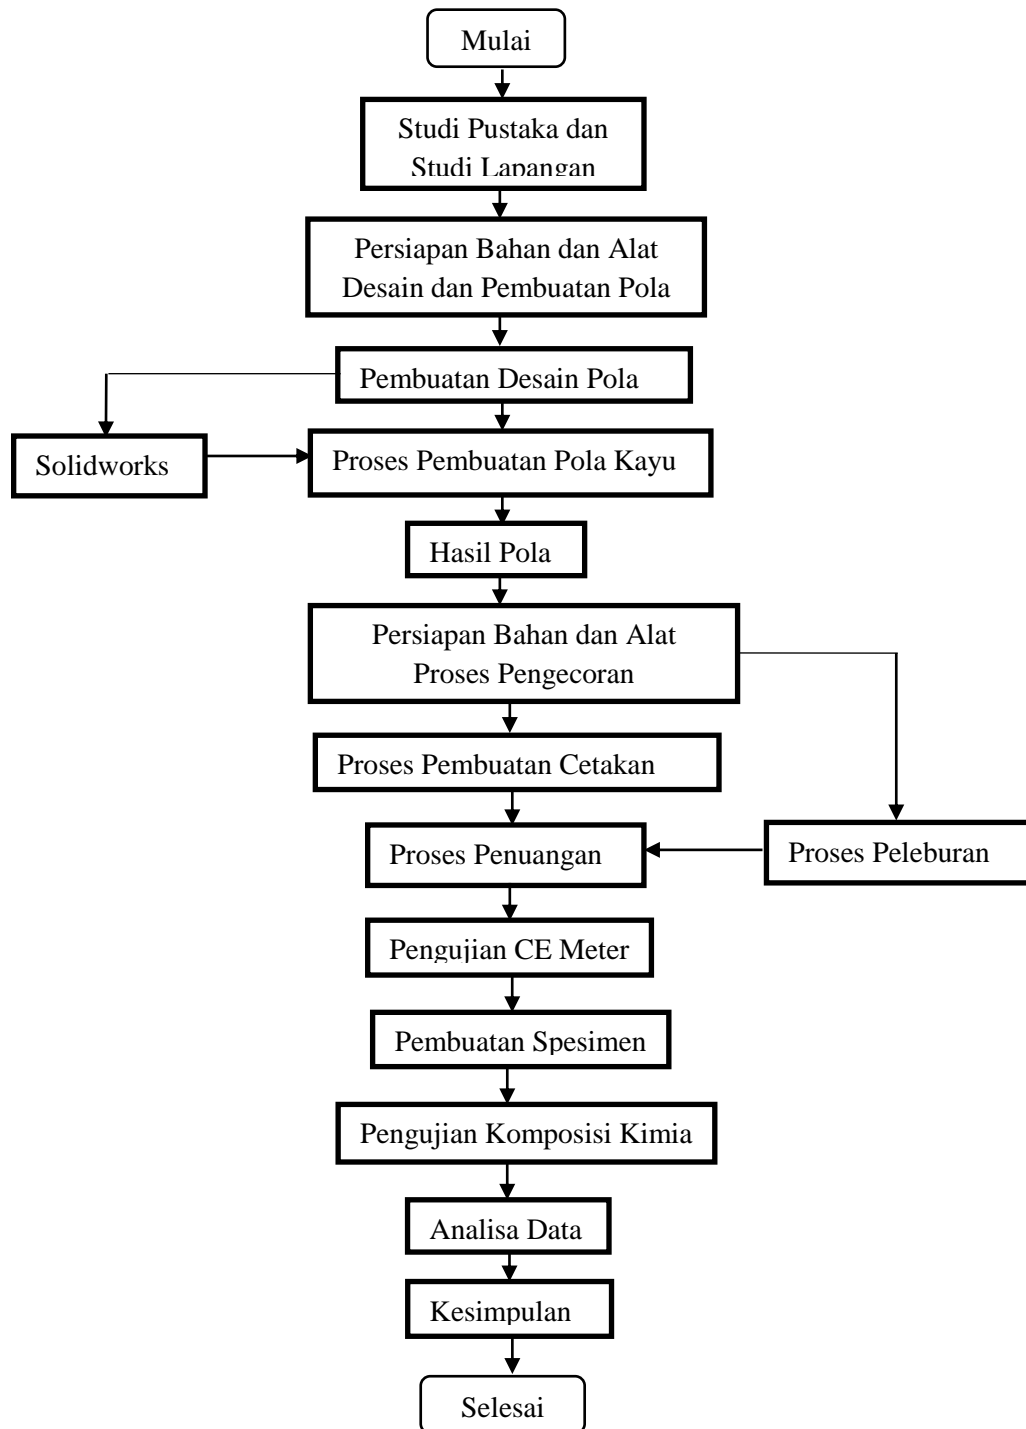 Mulai
Studi Pustaka dan
Studi Lapangan
Persiapan Bahan dan Alat
Desain dan Pembuatan Pola
Pembuatan Desain Pola
Solidworks
Proses Pembuatan Pola Kayu
Hasil Pola
Persiapan Bahan dan Alat
Proses Pengecoran
Proses Pembuatan Cetakan
Proses Penuangan
Proses Peleburan
Pengujian CE Meter
Pembuatan Spesimen
Pengujian Komposisi Kimia
Analisa Data
Kesimpulan
Selesai